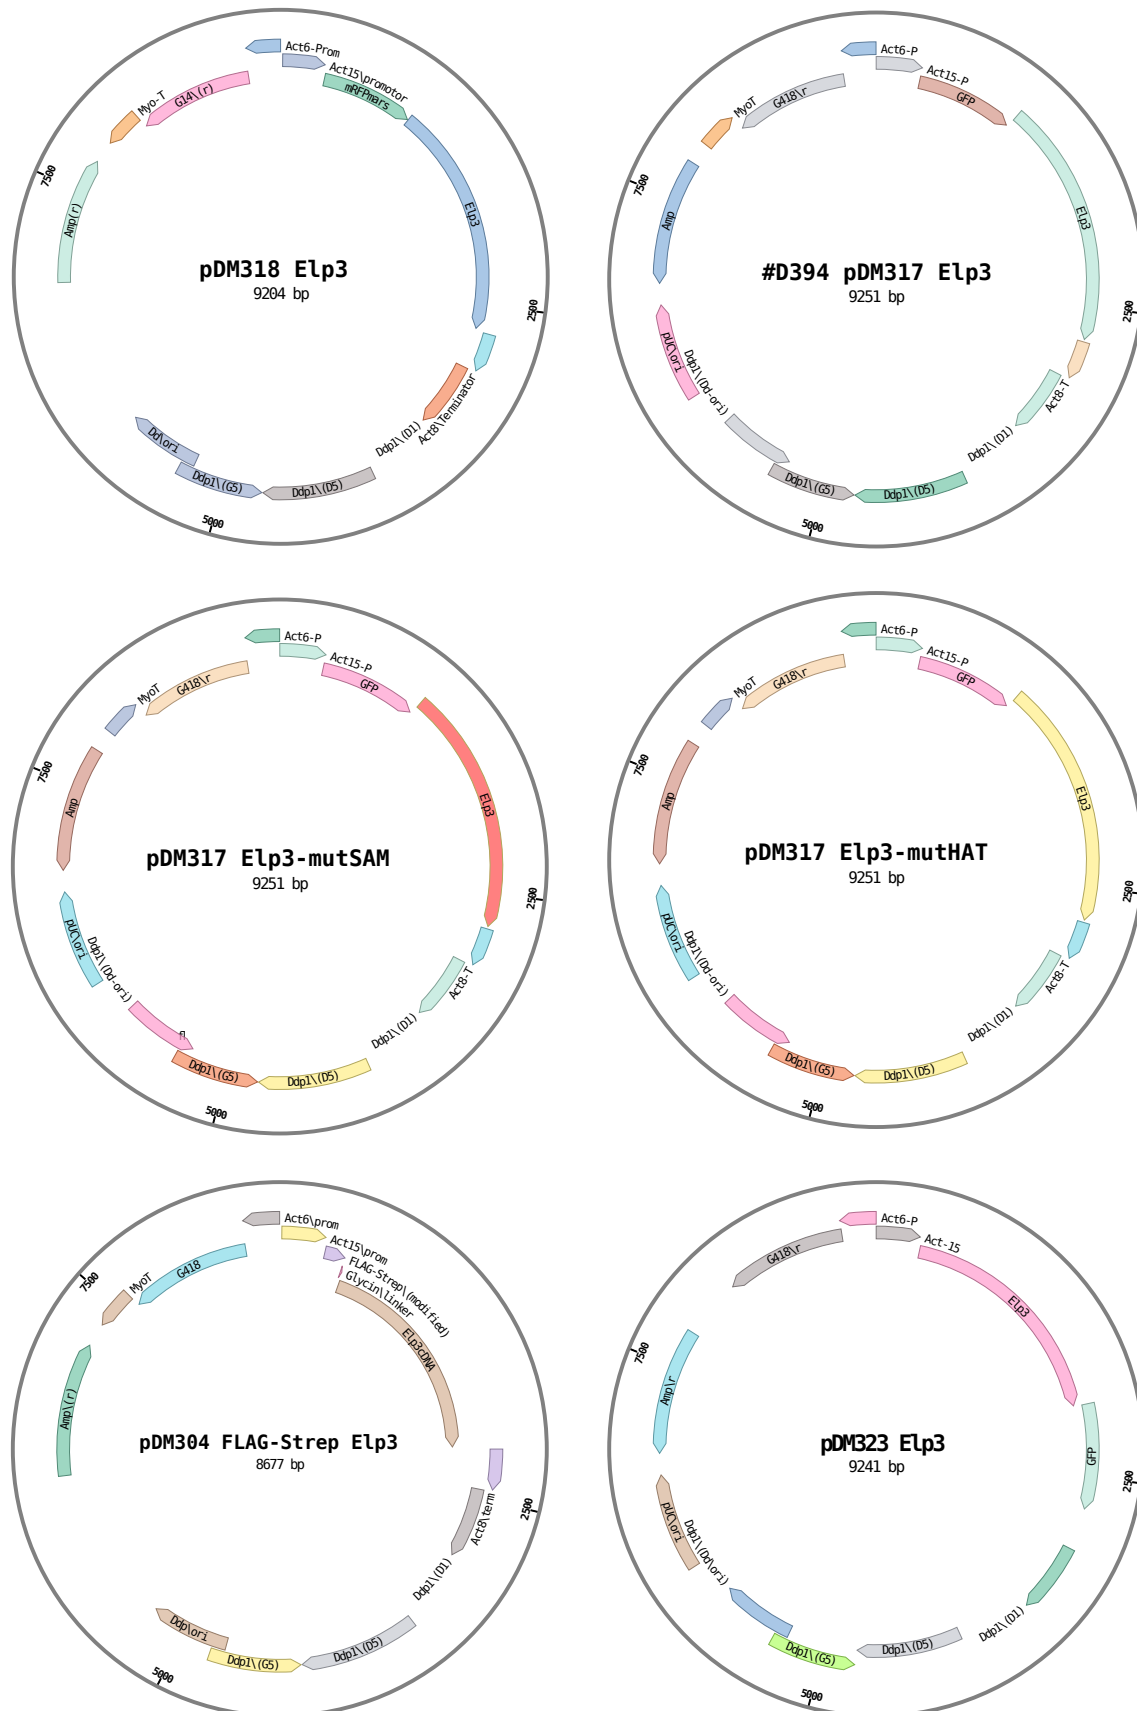 Act6-Prom
Act15\promotor
mRFPmars
G14\(r)
Myo-T
7500
Amp(r)
Elp3
pDM318 Elp3
9204 bp
2500
Act8\Terminator
Ddp1\(D1)
Dd\ori
Ddp1\(G5)
Ddp1\(D5)
5000
Act6-P
Act15-P
GFP
G418\r
MyoT
7500
Amp
Elp3
#D394 pDM317 Elp3
9251 bp
2500
pUC\ori
Ddp1\(Dd-ori)
Act8-T
Ddp1\(D1)
Ddp1\(G5)
Ddp1\(D5)
5000
Act6-P
Act15-P
GFP
G418\r
MyoT
7500
Amp
Elp3
pDM317 Elp3-mutSAM
9251 bp
2500
pUC\ori
Ddp1\(Dd-ori)
Act8-T
Ddp1\(D1)
Ddp1\(G5)
Ddp1\(D5)
5000
Act6-P
Act15-P
GFP
G418\r
MyoT
7500
Amp
Elp3
pDM317 Elp3-mutHAT
9251 bp
2500
pUC\ori
Ddp1\(Dd-ori)
Act8-T
Ddp1\(D1)
Ddp1\(G5)
Ddp1\(D5)
5000
Act6\prom
Act15\prom
FLAG-Strep\(modified)
Glycin\linker
G418
MyoT
7500
Elp3cDNA
Amp\(r)
pDM304 FLAG-Strep Elp3
8677 bp
2500
Act8\term
Ddp1\(D1)
Ddp\ori
Ddp1\(G5)
Ddp1\(D5)
5000
Act6-P
Act-15
G418\r
Elp3
7500
Amp\r
pDM323 Elp3
9241 bp
GFP
2500
pUC\ori
Ddp1\(Dd\ori)
Ddp1\(D1)
Ddp1\(G5)
Ddp1\(D5)
5000